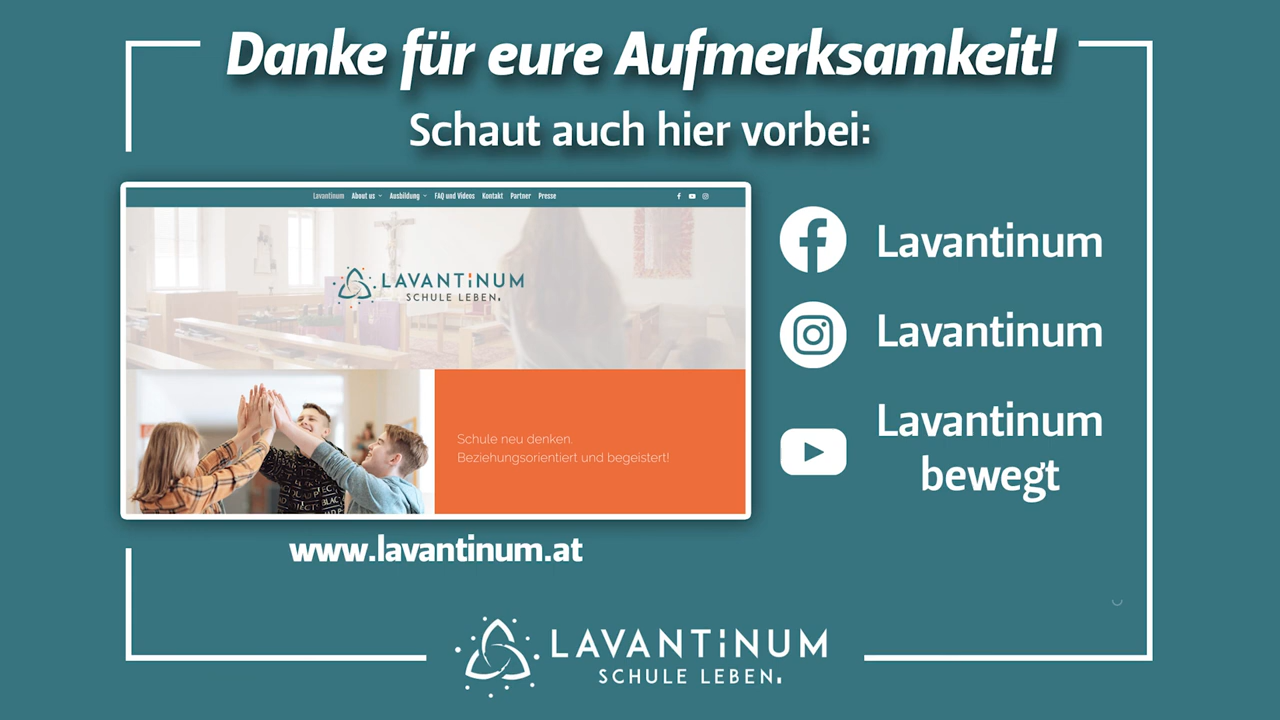 Danke für eure Aufmerksamkeit!
Schaut auch hier vorbei:
Lavantinum About us Ausbildung FAQ und Videos Kontakt Partner Presse
LAVANTINUM
SCHULE LEBEN.
Schule neu denken.
Beziehungsorientiert und begeistert!
www.lavantinum.at
Lavantinum
Lavantinum
Lavantinum
bewegt
LAVANTINUM
SCHULE LEBEN.